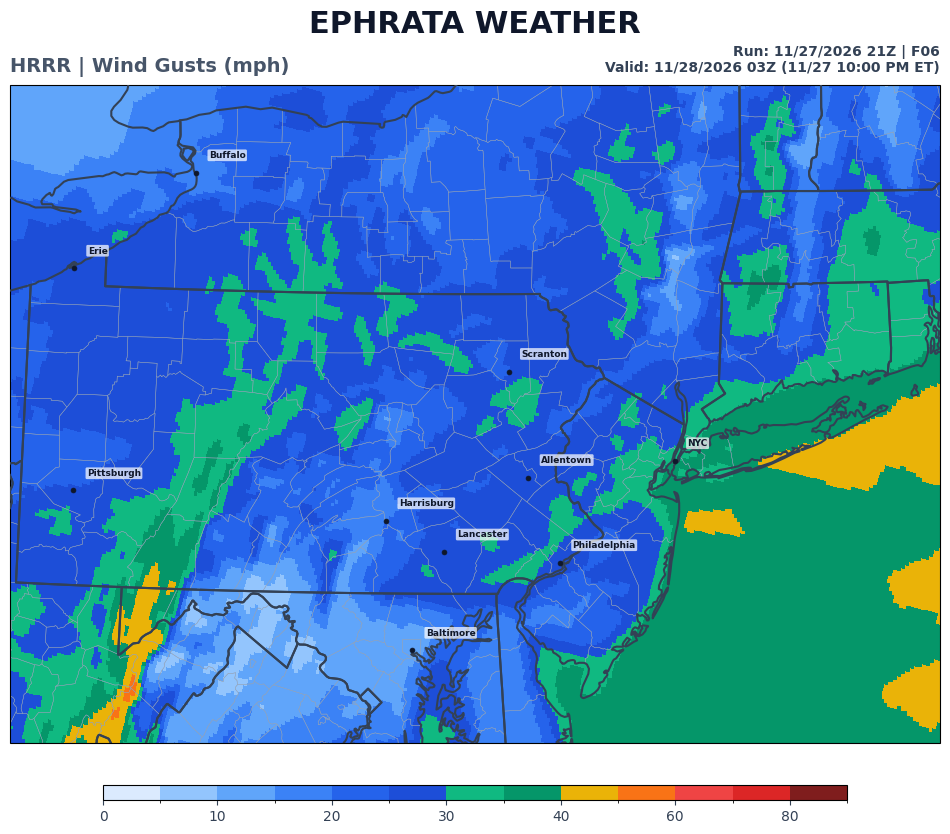 EPHRATA WEATHER
HRRR | Wind Gusts (mph)
Run: 11/27/2026 21Z | F06
Valid: 11/28/2026 03Z (11/27 10:00 PM ET)
Buffalo
Erie
Scranton
NYC
Allentown
Pittsburgh
Harrisburg
Lancaster
Philadelphia
Baltimore
0 10 20 30 40 50 60 70 80